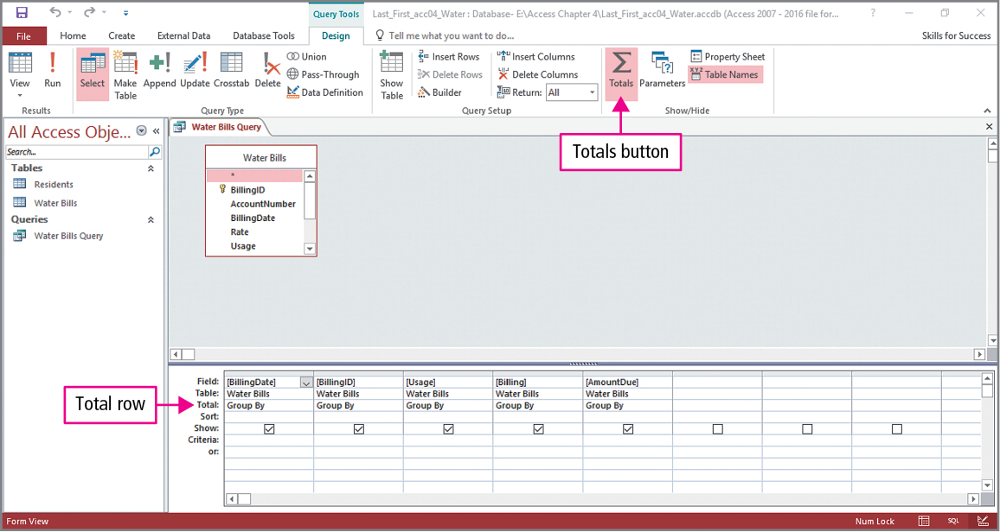 Query Tools
Last_First_acc04_Water : Database- E:\Access Chapter 4\Last_First_acc04_Water.accdb (Access 2007 - 2016 file for...
?
File
Home
Create
External Data
Database Tools
Design
Tell me what you want to do...
Skills for Success
View
Run
Select
Make Table
Append
Update
Crosstab
Delete
Union
Pass-Through
Data Definition
Show Table
Insert Rows
Delete Rows
Builder
Insert Columns
Delete Columns
Return: All
Totals
Parameters
Property Sheet
Table Names
Results
Query Type
Query Setup
Show/Hide
All Access Obje...
Search...
Tables
Residents
Water Bills
Queries
Water Bills Query
Water Bills Query
Totals button
Water Bills
*
BillingID
AccountNumber
BillingDate
Rate
Usage
Total row
Field: [BillingDate] [BillingID] [Usage] [Billing] [AmountDue]
Table: Water Bills Water Bills Water Bills Water Bills Water Bills
Total: Group By Group By Group By Group By Group By
Sort:
Show:
Criteria:
or:
Form View
Num Lock
SQL